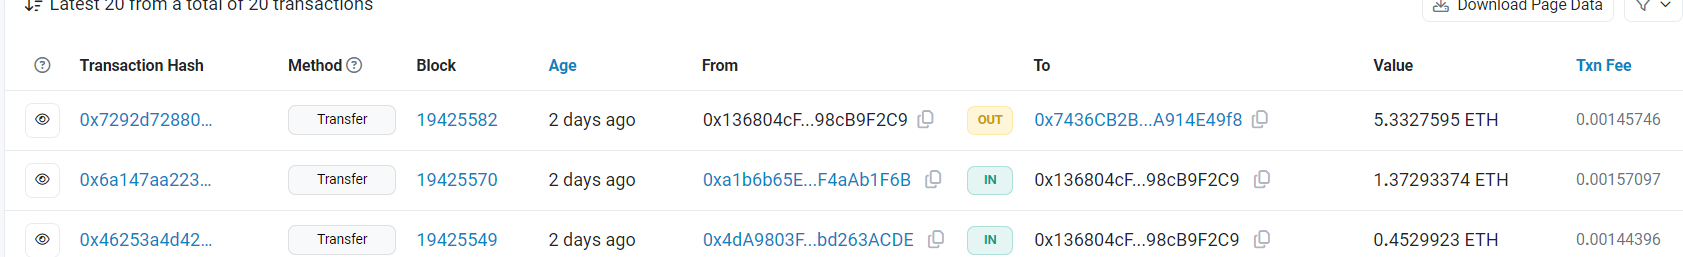 Latest 20 from a total of 20 transactions Download Page Data
Transaction Hash Method Block Age From To Value Txn Fee
0x7292d72880... Transfer 19425582 2 days ago 0x136804cF...98cB9F2C9 OUT 0x7436CB2B...A914E49f8 5.3327595 ETH 0.00145746
0x6a147aa223... Transfer 19425570 2 days ago 0xa1b6b65E...F4aAb1F6B IN 0x136804cF...98cB9F2C9 1.37293374 ETH 0.00157097
0x46253a4d42... Transfer 19425549 2 days ago 0x4dA9803F...bd263ACDE IN 0x136804cF...98cB9F2C9 0.4529923 ETH 0.00144396